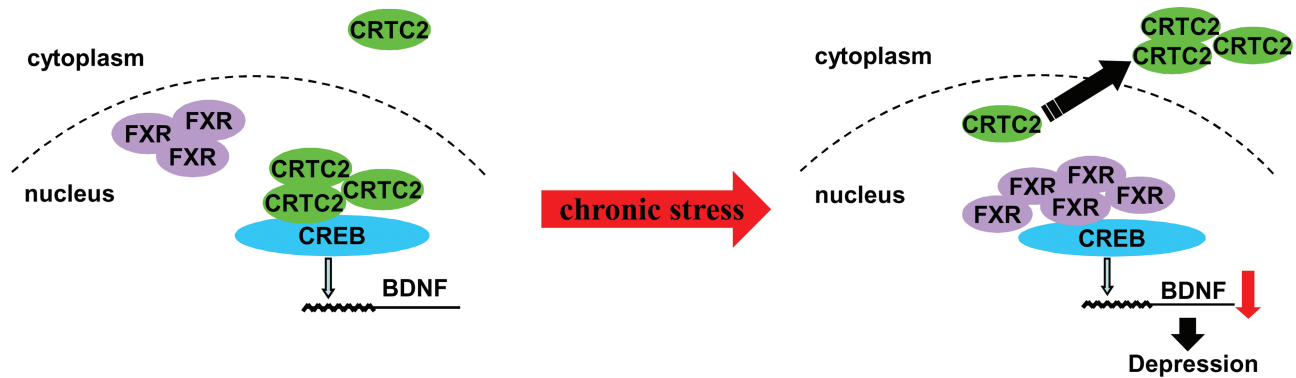 CRTC2
cytoplasm
FXR
FXR
FXR
nucleus
CRTC2
CRTC2
CRTC2
CREB
BDNF
chronic stress
CRTC2
CRTC2
CRTC2
cytoplasm
CRTC2
nucleus
FXR
FXR
FXR
FXR
FXR
CREB
BDNF
Depression